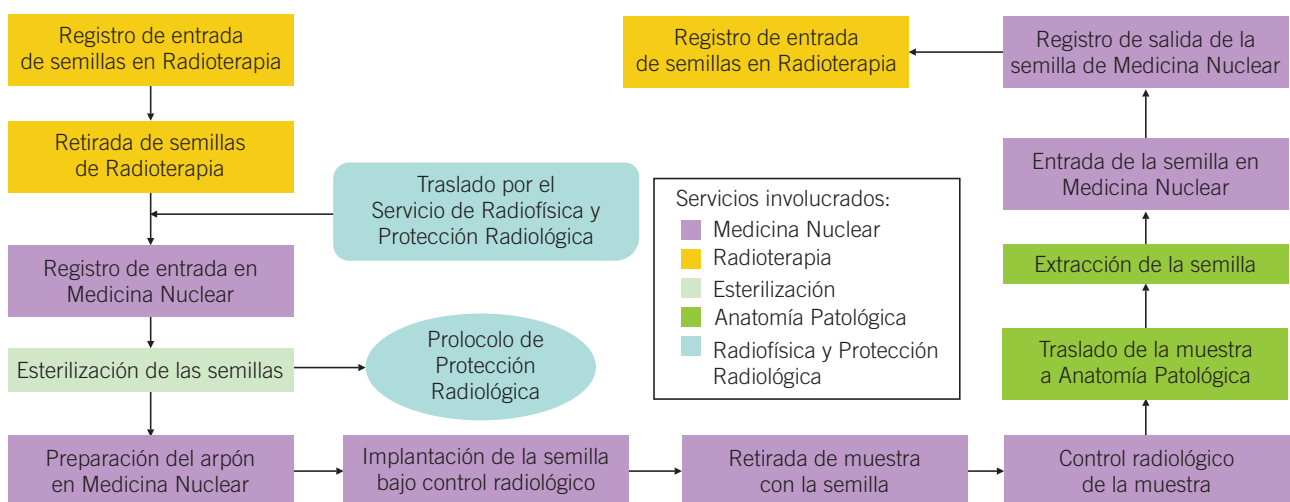 Registro de entrada
de semillas en Radioterapia
Retirada de semillas
de Radioterapia
Traslado por el
Servicio de Radiofísica y
Protección Radiológica
Registro de entrada en
Medicina Nuclear
Esterilización de las semillas
Protocolo de
Protección
Radiológica
Preparación del arpón
en Medicina Nuclear
Implantación de la semilla
bajo control radiológico
Retirada de muestra
con la semilla
Control radiológico
de la muestra
Traslado de la muestra
a Anatomía Patológica
Extracción de la semilla
Entrada de la semilla en
Medicina Nuclear
Registro de salida de la
semilla de Medicina Nuclear
Registro de entrada
de semillas en Radioterapia
Servicios involucrados:
Medicina Nuclear
Radioterapia
Esterilización
Anatomía Patológica
Radiofísica y Protección
Radiológica